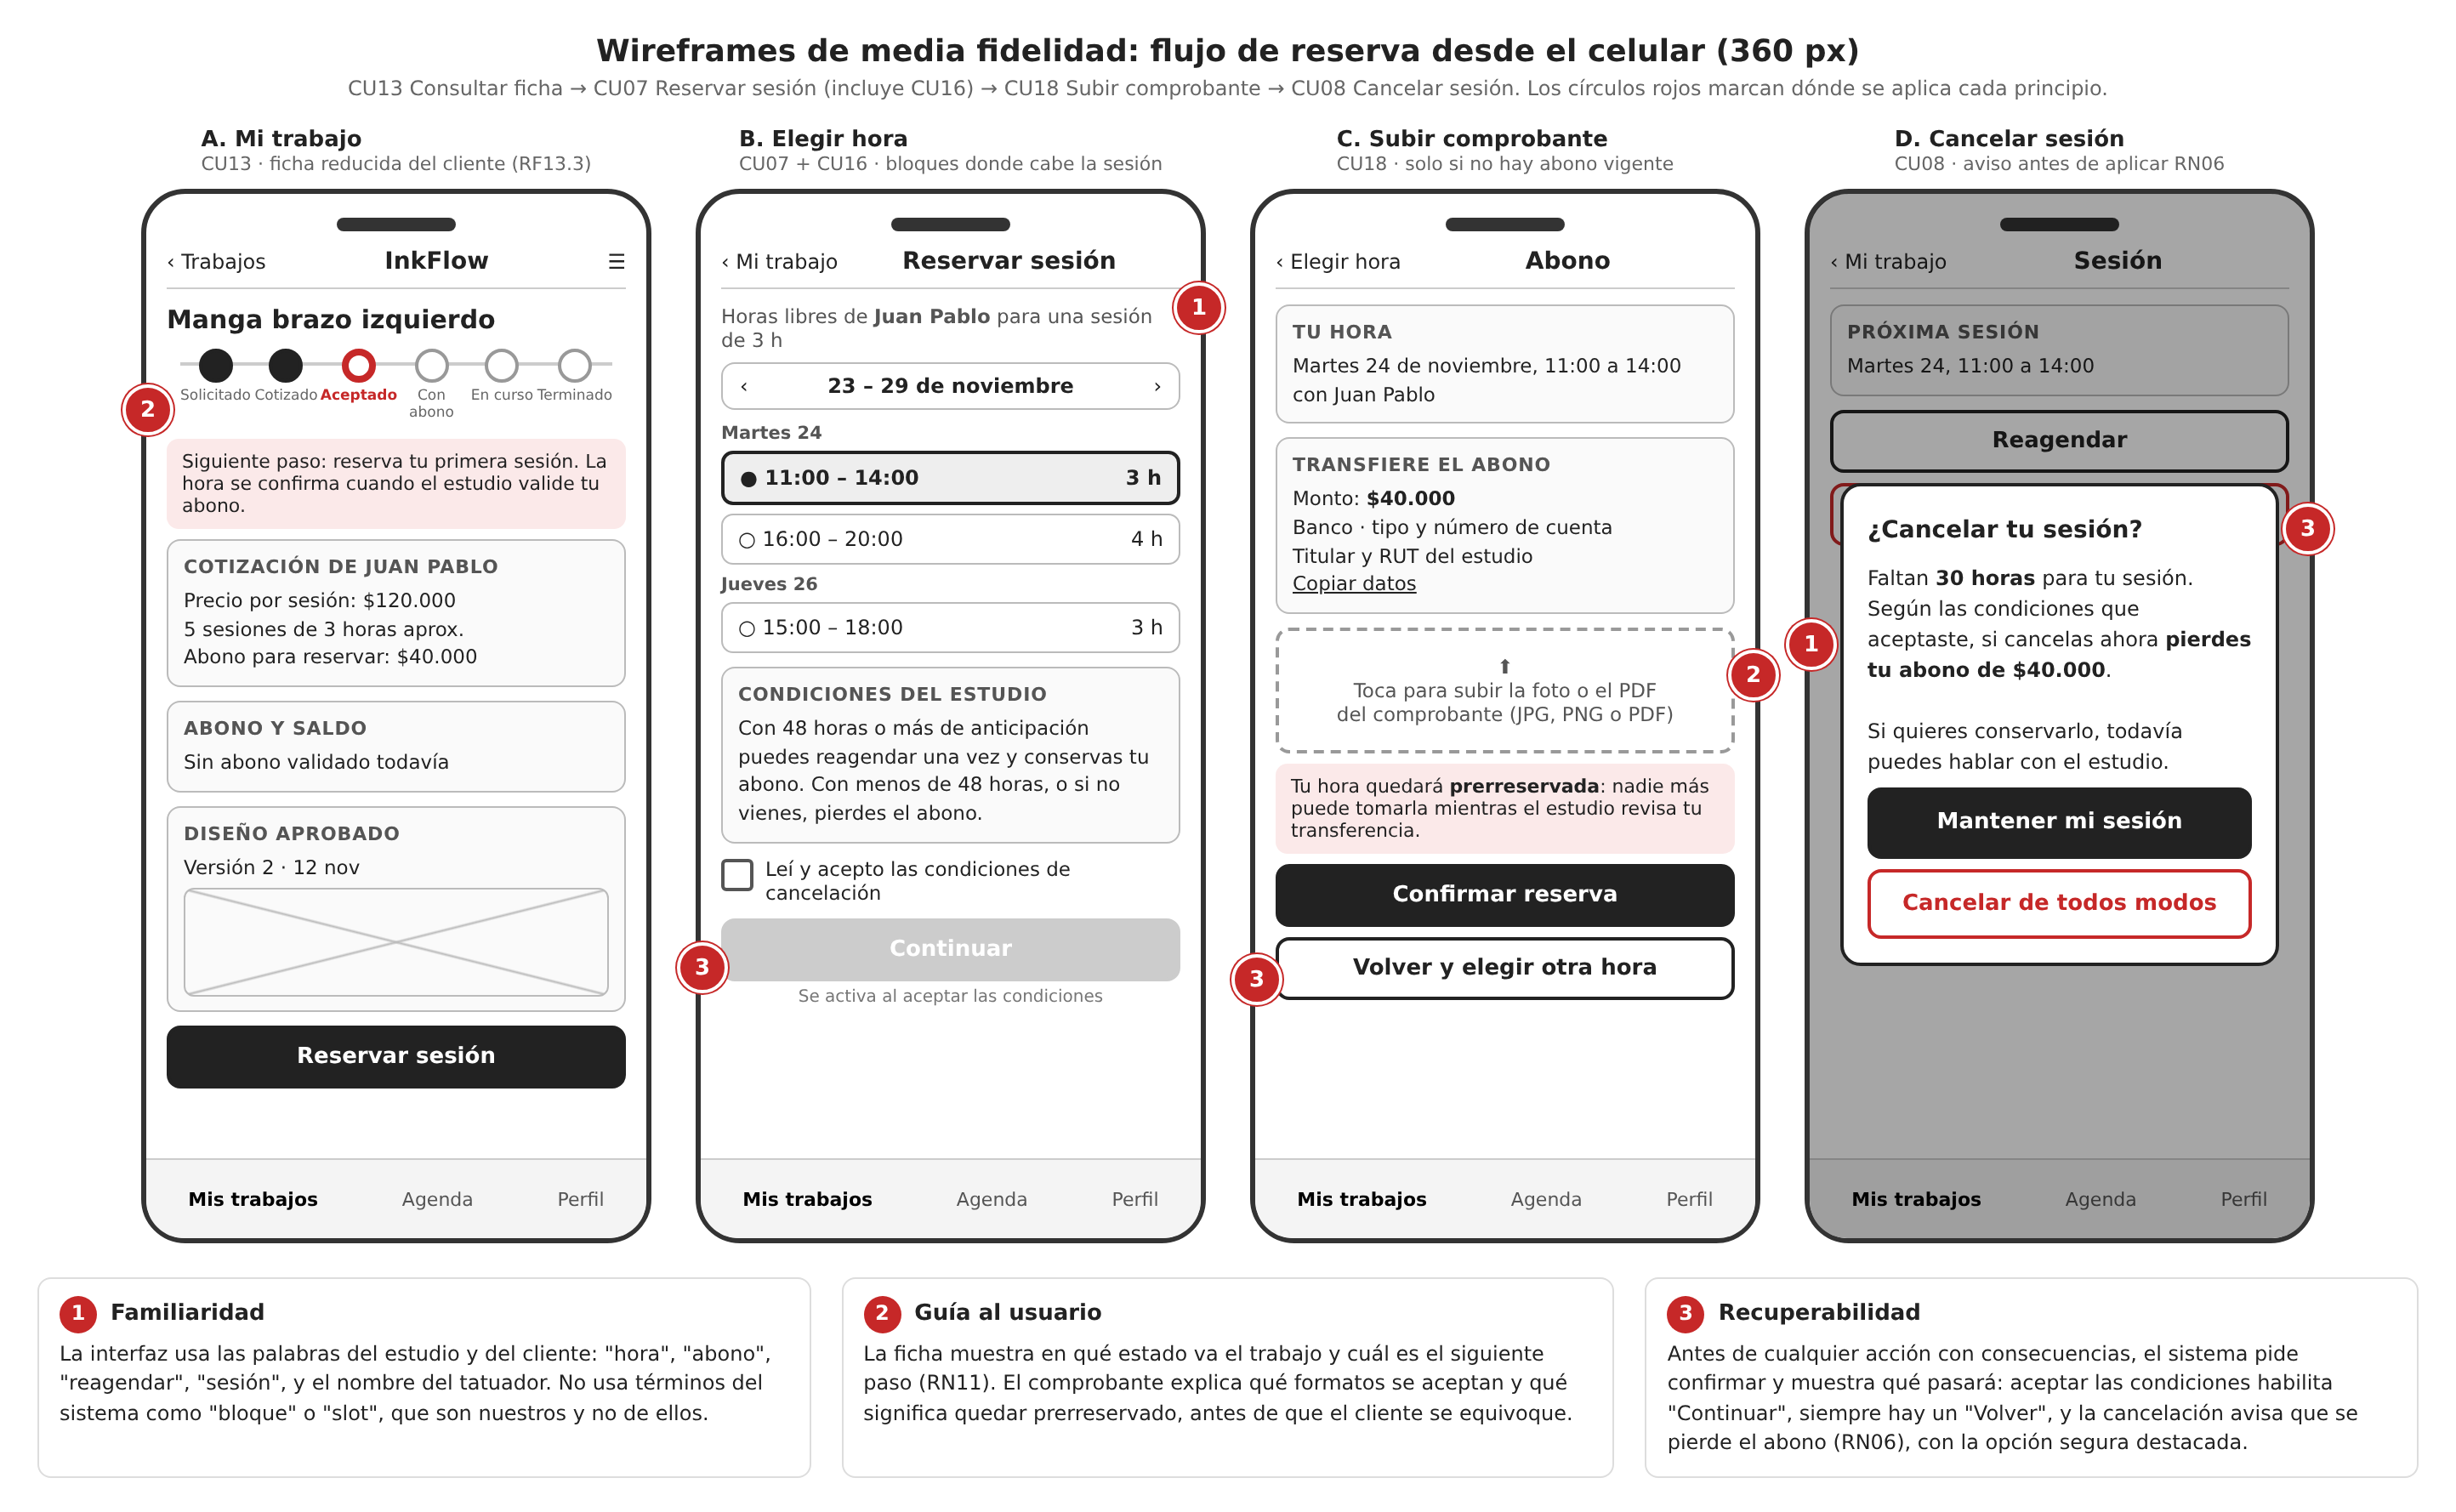 Wireframes de media fidelidad: flujo de reserva desde el celular (360 px)
CU13 Consultar ficha → CU07 Reservar sesión (incluye CU16) → CU18 Subir comprobante → CU08 Cancelar sesión. Los círculos rojos marcan dónde se aplica cada principio.
A. Mi trabajo
CU13 · ficha reducida del cliente (RF13.3)
‹ Trabajos
InkFlow
☰
Manga brazo izquierdo
Solicitado
Cotizado
Aceptado
Con
abono
En curso
Terminado
2
Siguiente paso: reserva tu primera sesión. La
hora se confirma cuando el estudio valide tu
abono.
COTIZACIÓN DE JUAN PABLO
Precio por sesión: $120.000
5 sesiones de 3 horas aprox.
Abono para reservar: $40.000
ABONO Y SALDO
Sin abono validado todavía
DISEÑO APROBADO
Versión 2 · 12 nov
Reservar sesión
Mis trabajos
Agenda
Perfil
B. Elegir hora
CU07 + CU16 · bloques donde cabe la sesión
‹ Mi trabajo
Reservar sesión
1
Horas libres de Juan Pablo para una sesión
de 3 h
‹ 23 – 29 de noviembre ›
Martes 24
● 11:00 – 14:00 3 h
○ 16:00 – 20:00 4 h
Jueves 26
○ 15:00 – 18:00 3 h
CONDICIONES DEL ESTUDIO
Con 48 horas o más de anticipación
puedes reagendar una vez y conservas tu
abono. Con menos de 48 horas, o si no
vienes, pierdes el abono.
Leí y acepto las condiciones de
cancelación
Continuar
3
Se activa al aceptar las condiciones
Mis trabajos
Agenda
Perfil
C. Subir comprobante
CU18 · solo si no hay abono vigente
‹ Elegir hora
Abono
TU HORA
Martes 24 de noviembre, 11:00 a 14:00
con Juan Pablo
TRANSFIERE EL ABONO
Monto: $40.000
Banco · tipo y número de cuenta
Titular y RUT del estudio
Copiar datos
⬆
Toca para subir la foto o el PDF
del comprobante (JPG, PNG o PDF)
2
Tu hora quedará prerreservada: nadie más
puede tomarla mientras el estudio revisa tu
transferencia.
Confirmar reserva
Volver y elegir otra hora
3
Mis trabajos
Agenda
Perfil
D. Cancelar sesión
CU08 · aviso antes de aplicar RN06
‹ Mi trabajo
Sesión
PRÓXIMA SESIÓN
Martes 24, 11:00 a 14:00
Reagendar
3
¿Cancelar tu sesión?
Faltan 30 horas para tu sesión.
Según las condiciones que
aceptaste, si cancelas ahora pierdes
tu abono de $40.000.
1
Si quieres conservarlo, todavía
puedes hablar con el estudio.
Mantener mi sesión
Cancelar de todos modos
Mis trabajos
Agenda
Perfil
1 Familiaridad
La interfaz usa las palabras del estudio y del cliente: "hora", "abono",
"reagendar", "sesión", y el nombre del tatuador. No usa términos del
sistema como "bloque" o "slot", que son nuestros y no de ellos.
2 Guía al usuario
La ficha muestra en qué estado va el trabajo y cuál es el siguiente
paso (RN11). El comprobante explica qué formatos se aceptan y qué
significa quedar prerreservado, antes de que el cliente se equivoque.
3 Recuperabilidad
Antes de cualquier acción con consecuencias, el sistema pide
confirmar y muestra qué pasará: aceptar las condiciones habilita
"Continuar", siempre hay un "Volver", y la cancelación avisa que se
pierde el abono (RN06), con la opción segura destacada.